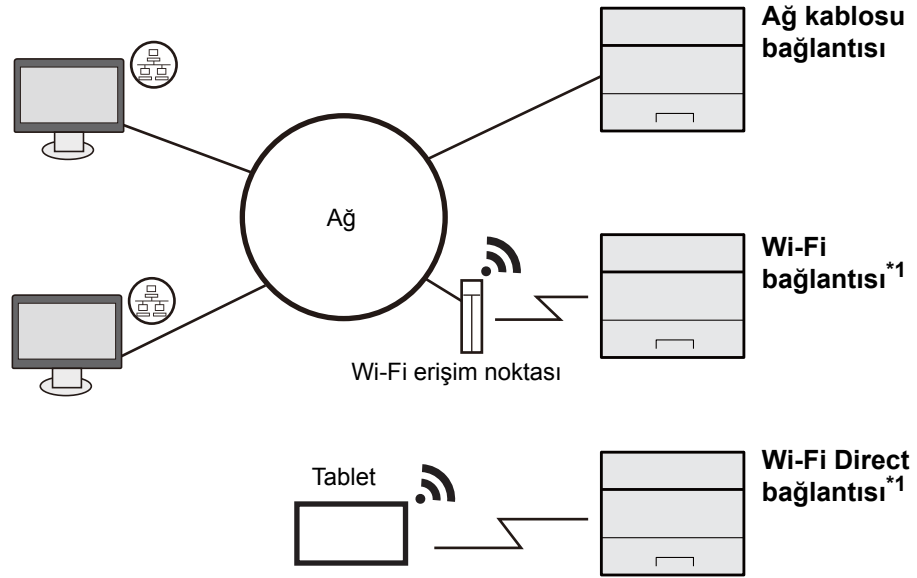 Ağ kablosu
bağlantısı
Ağ
Wi-Fi
bağlantısı*1
Wi-Fi erişim noktası
Tablet
Wi-Fi Direct
bağlantısı*1